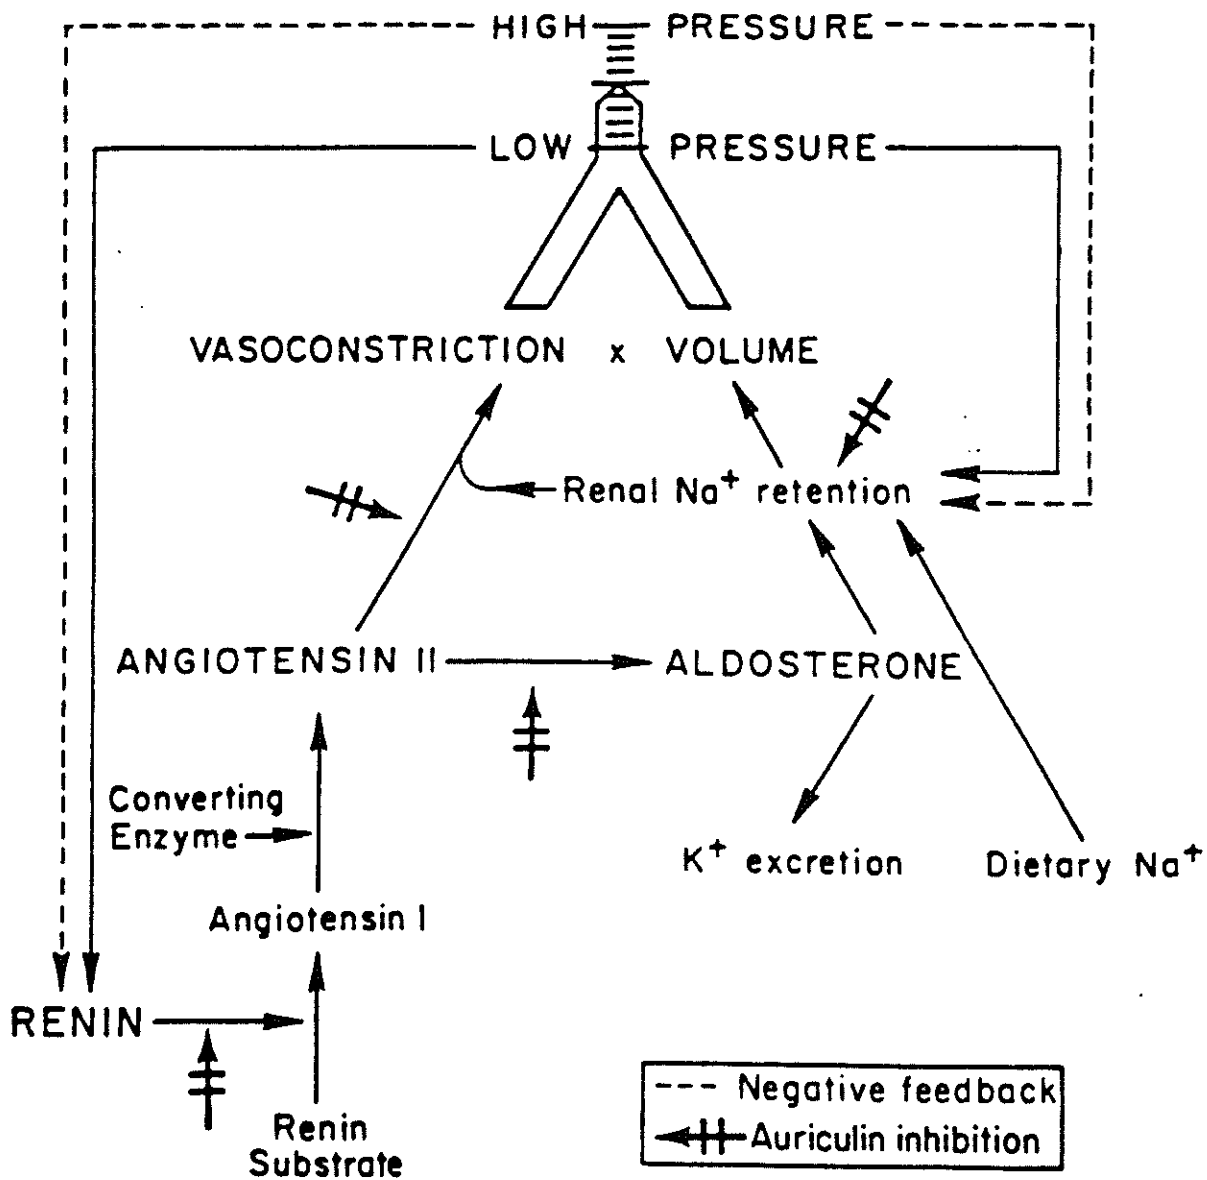 HIGH PRESSURE
LOW PRESSURE
VASOCONSTRICTION x VOLUME
Renal Na⁺ retention
ANGIOTENSIN II
ALDOSTERONE
Converting
Enzyme
K⁺ excretion
Dietary Na⁺
Angiotensin I
RENIN
Renin
Substrate
Negative feedback
Auriculin inhibition